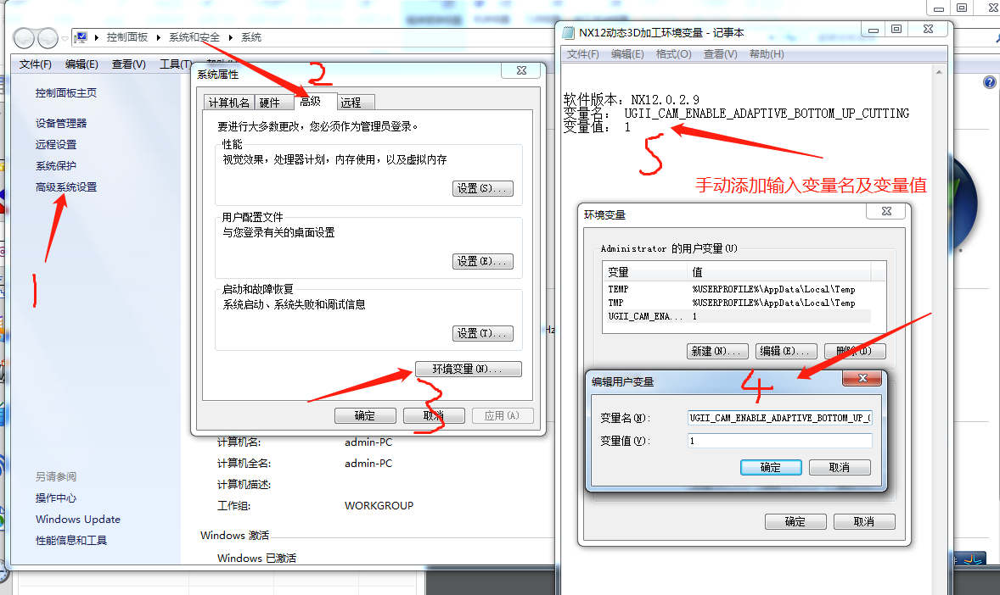 控制面板 ▶ 系统和安全 ▶ 系统
文件(F) 编辑(E) 查看(V) 工具(T)
控制面板主页
设备管理器
远程设置
系统保护
高级系统设置
1
另请参阅
操作中心
Windows Update
性能信息和工具
系统属性
2
计算机名 硬件 高级 远程
要进行大多数更改，您必须作为管理员登录。
性能
视觉效果，处理器计划，内存使用，以及虚拟内存
设置(S)...
用户配置文件
与您登录有关的桌面设置
设置(E)...
启动和故障恢复
系统启动、系统失败和调试信息
设置(T)...
环境变量(N)...
3
确定 取消 应用(A)
Hz
计算机名: admin-PC
计算机全名: admin-PC
计算机描述:
工作组: WORKGROUP
Windows 激活
Windows 已激活
NX12动态3D加工环境变量 - 记事本
文件(F) 编辑(E) 格式(O) 查看(V) 帮助(H)
软件版本: NX12.0.2.9
变量名: UGII_CAM_ENABLE_ADAPTIVE_BOTTOM_UP_CUTTING
变量值: 1
5
手动添加输入变量名及变量值
环境变量
Administrator 的用户变量(U)
变量 值
TEMP %USERPROFILE%\AppData\Local\Temp
TMP %USERPROFILE%\AppData\Local\Temp
UGII_CAM_ENA... 1
新建(N)... 编辑(E)... 删除(D)
编辑用户变量
4
变量名(N): UGII_CAM_ENABLE_ADAPTIVE_BOTTOM_UP_(
变量值(V): 1
确定 取消
确定 取消